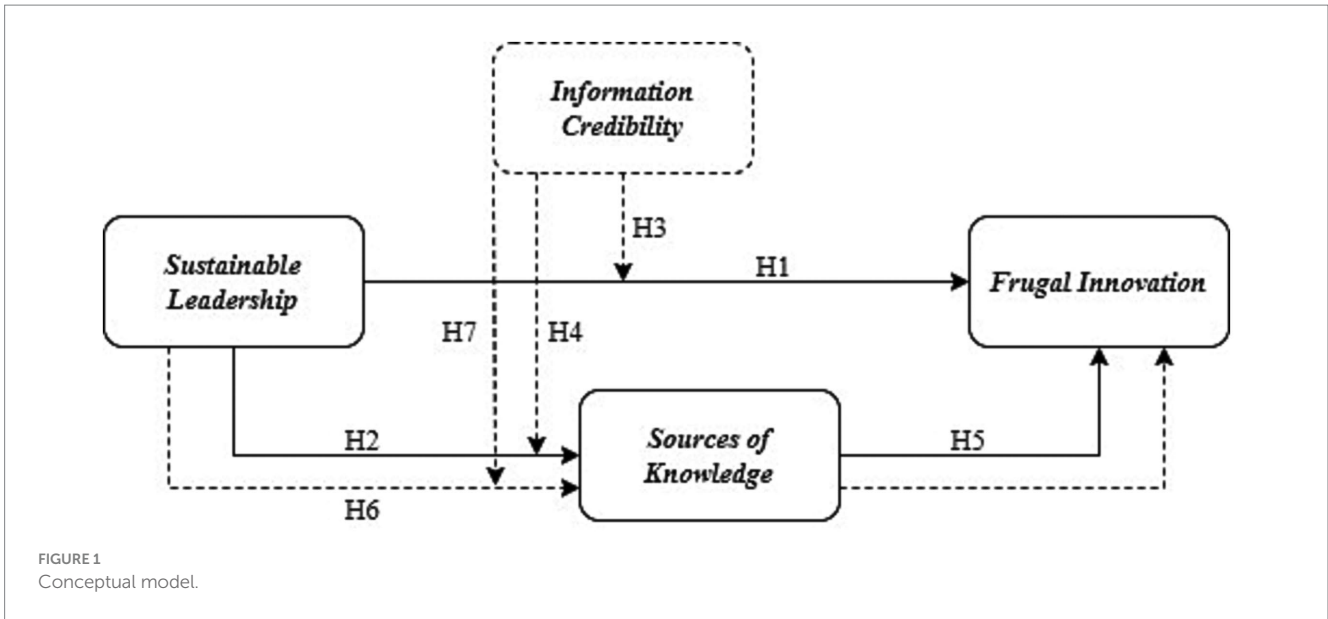 Information
Credibility
H3
Sustainable
Leadership
H1
Frugal Innovation
H7
H4
H2
Sources of
Knowledge
H5
H6
FIGURE 1
Conceptual model.